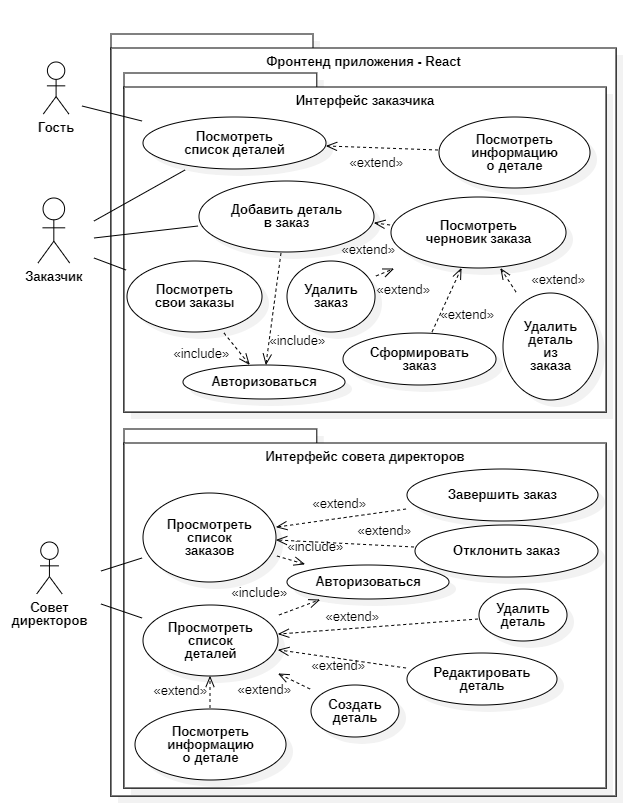 Фронтенд приложения - React
Интерфейс заказчика
Гость
Посмотреть
список деталей
«extend»
Посмотреть
информацию
о детале
Заказчик
Добавить деталь
в заказ
«extend»
Посмотреть
черновик заказа
Посмотреть
свои заказы
Удалить
заказ
«extend»
«extend»
«extend»
Удалить
деталь
из
заказа
«include»
«include»
Сформировать
заказ
Авторизоваться
Интерфейс совета директоров
Просмотреть
список
заказов
«extend»
Завершить заказ
«extend»
Отклонить заказ
«include»
Авторизоваться
Совет
директоров
«include»
Просмотреть
список
деталей
«extend»
Удалить
деталь
«extend»
Редактировать
деталь
«extend»
«extend»
Создать
деталь
Посмотреть
информацию
о детале